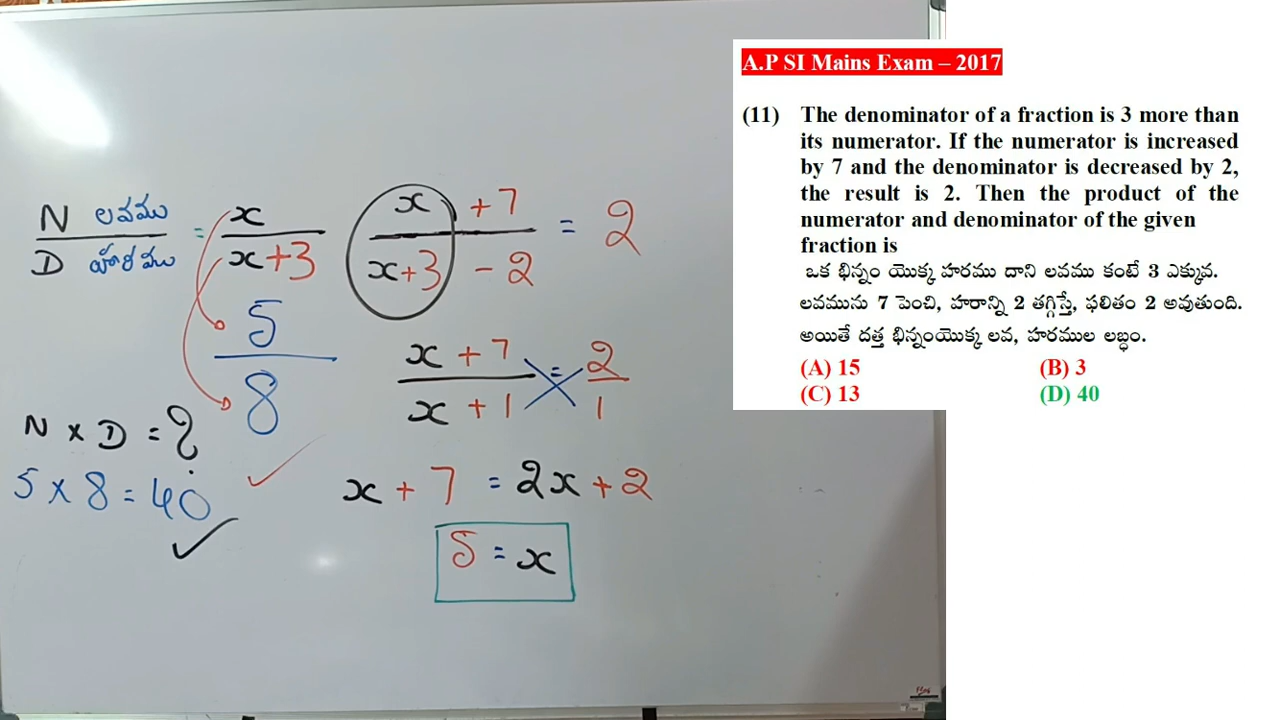 N లవము = x
D హారము x+3
5
8
N × D = ?
5 × 8 = 40
x + 7 = 2
x+3 - 2
x + 7 = 2
x + 1 1
x + 7 = 2x + 2
5 = x
A.P SI Mains Exam – 2017
(11) The denominator of a fraction is 3 more than
its numerator. If the numerator is increased
by 7 and the denominator is decreased by 2,
the result is 2. Then the product of the
numerator and denominator of the given
fraction is
ఒక భిన్నం యొక్క హరము దాని లవము కంటే 3 ఎక్కువ.
లవమును 7 పెంచి, హరాన్ని 2 తగ్గిస్తే, ఫలితం 2 అవుతుంది.
అయితే దత్త భిన్నంయొక్క లవ, హరముల లబ్ధం.
(A) 15 (B) 3
(C) 13 (D) 40